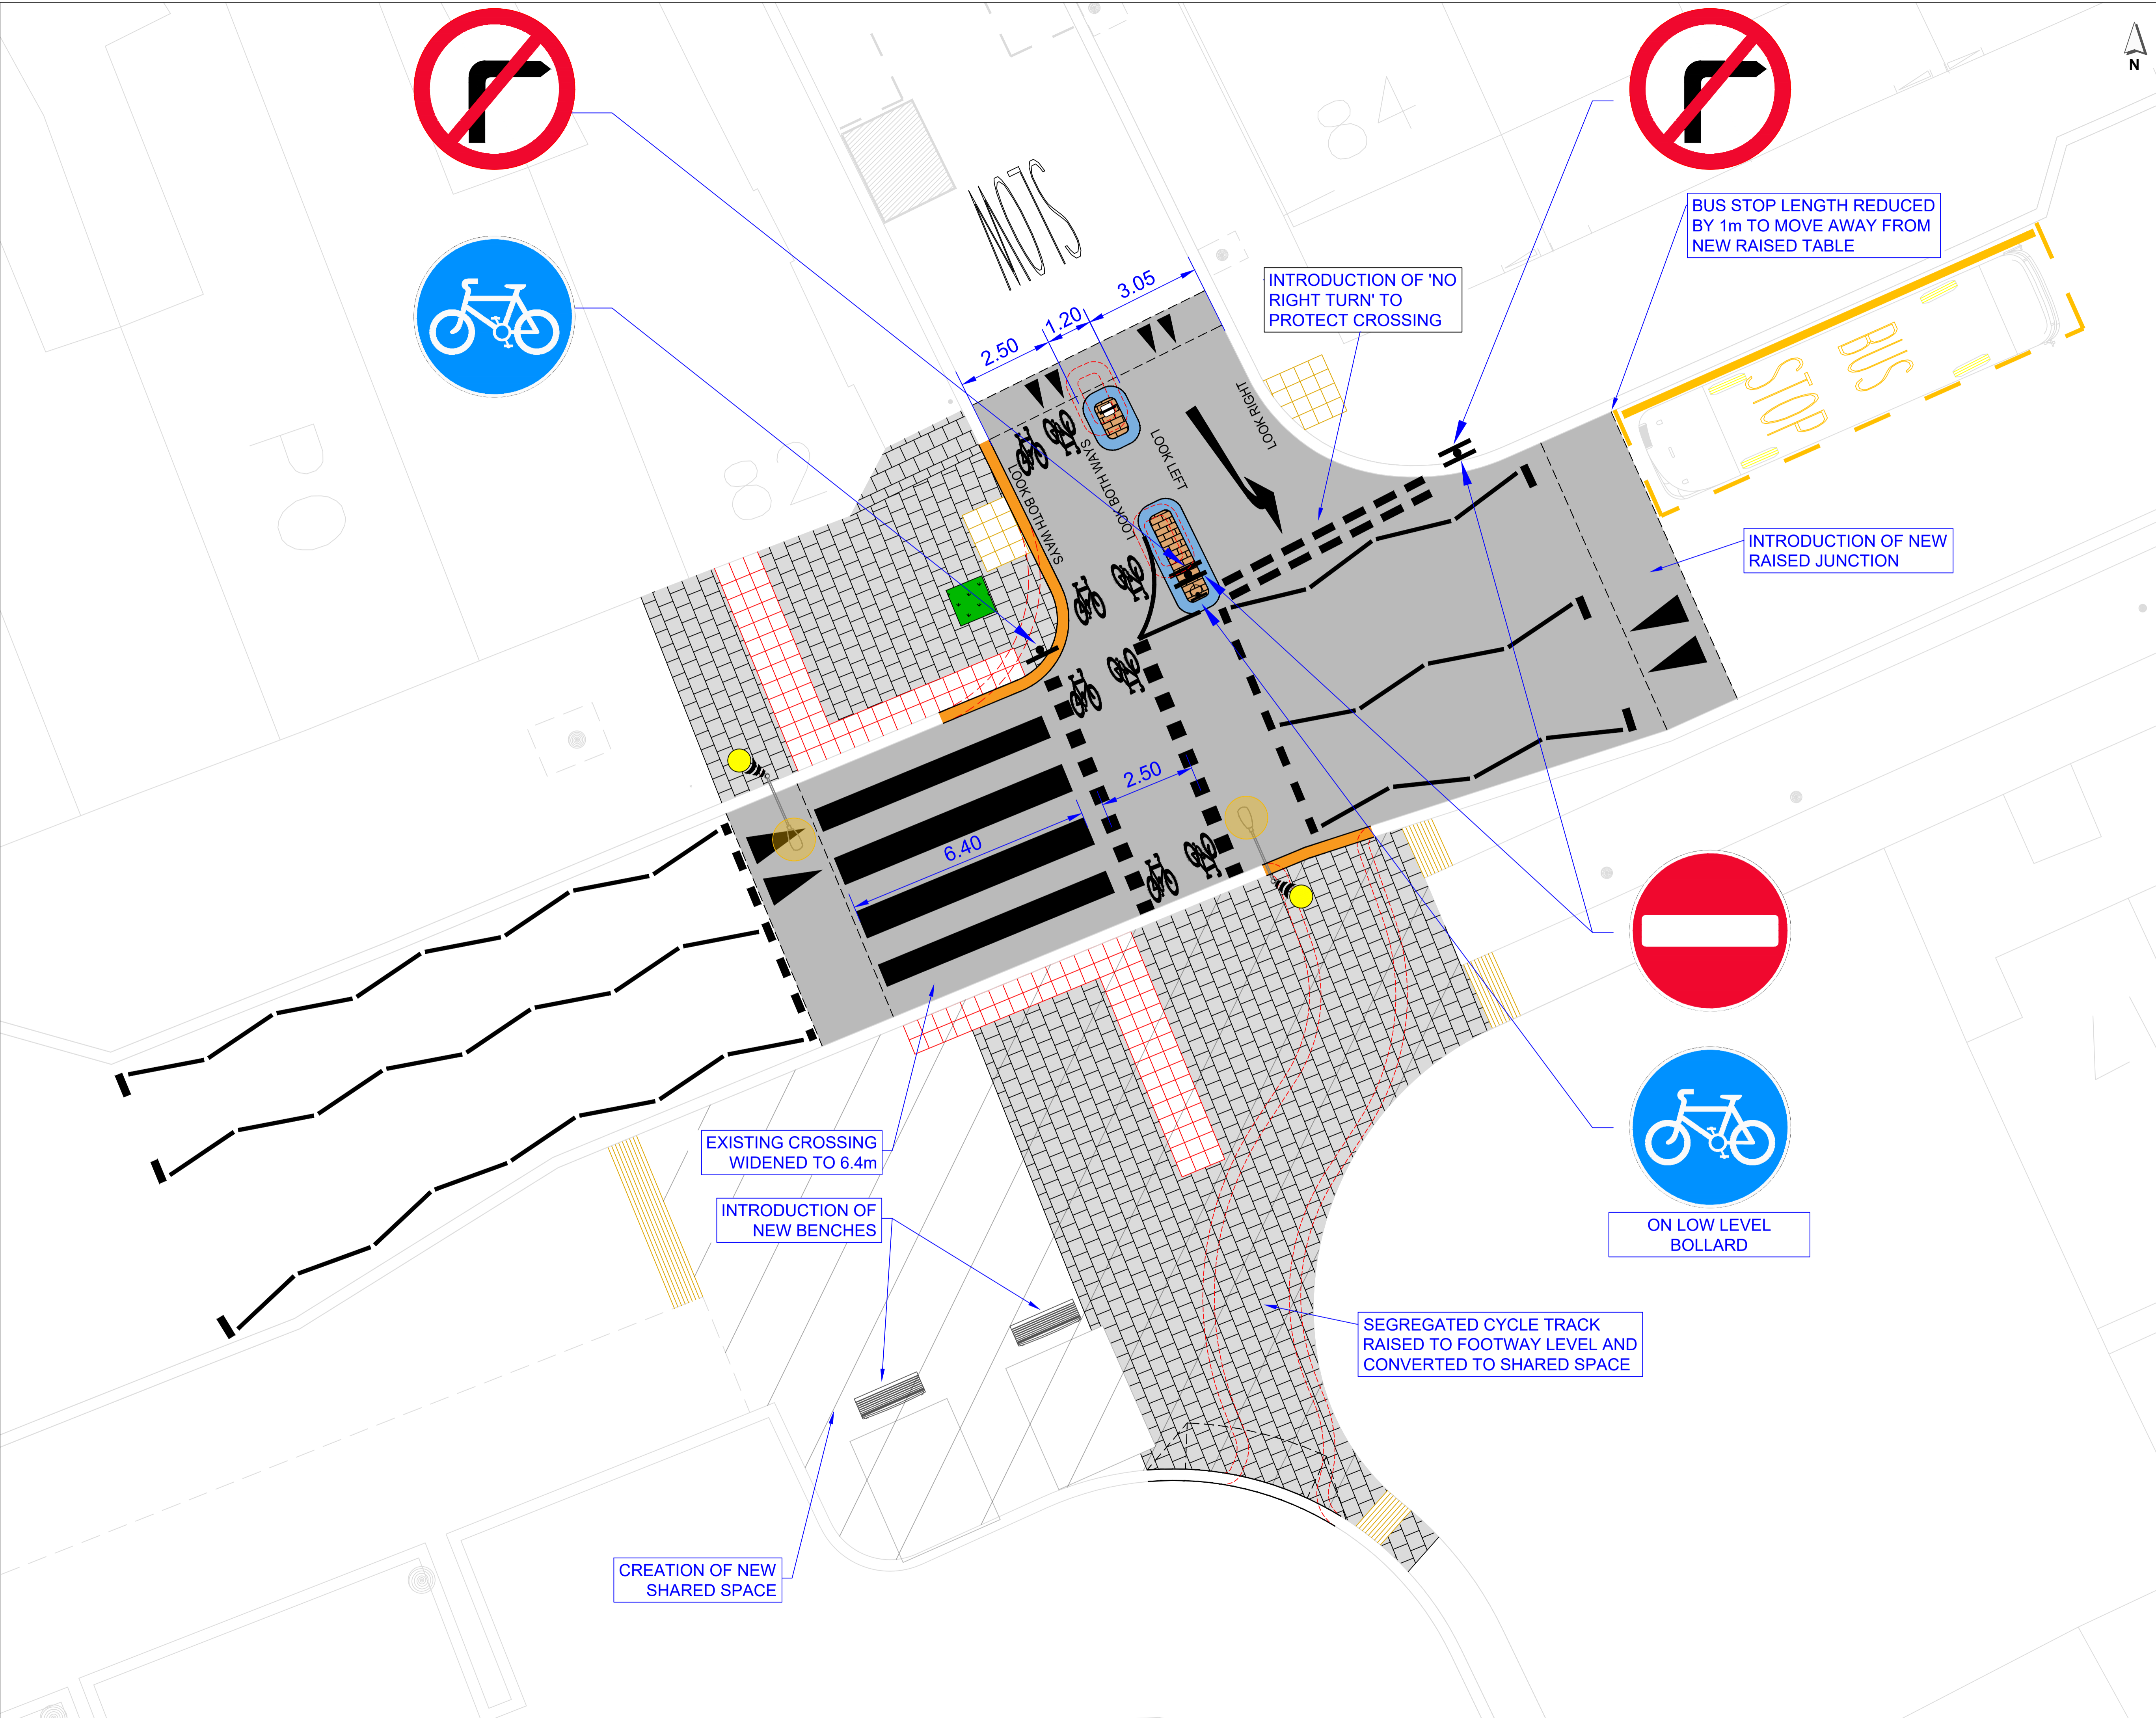 N
SLOW
84
BUS STOP LENGTH REDUCED
BY 1m TO MOVE AWAY FROM
NEW RAISED TABLE
INTRODUCTION OF 'NO
RIGHT TURN' TO
PROTECT CROSSING
2.50
1.20
3.05
BUS
STOP
LOOK RIGHT
LOOK LEFT
LOOK BOTH WAYS
LOOK BOTH WAYS
PO
82
INTRODUCTION OF NEW
RAISED JUNCTION
2.50
6.40
EXISTING CROSSING
WIDENED TO 6.4m
INTRODUCTION OF
NEW BENCHES
ON LOW LEVEL
BOLLARD
SEGREGATED CYCLE TRACK
RAISED TO FOOTWAY LEVEL AND
CONVERTED TO SHARED SPACE
CREATION OF NEW
SHARED SPACE